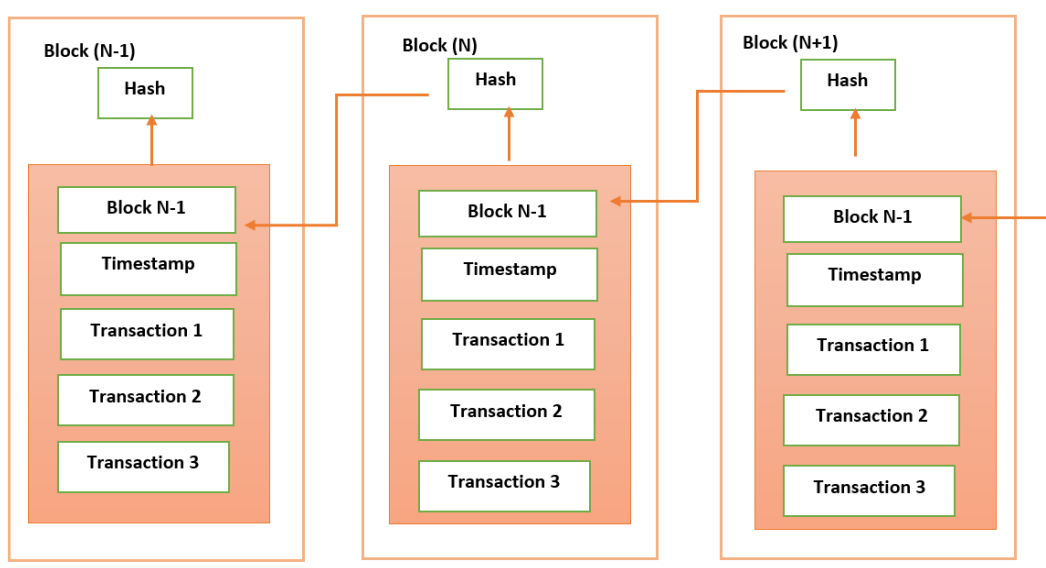 Block (N-1)
Hash
Block N-1
Timestamp
Transaction 1
Transaction 2
Transaction 3
Block (N)
Hash
Block N-1
Timestamp
Transaction 1
Transaction 2
Transaction 3
Block (N+1)
Hash
Block N-1
Timestamp
Transaction 1
Transaction 2
Transaction 3